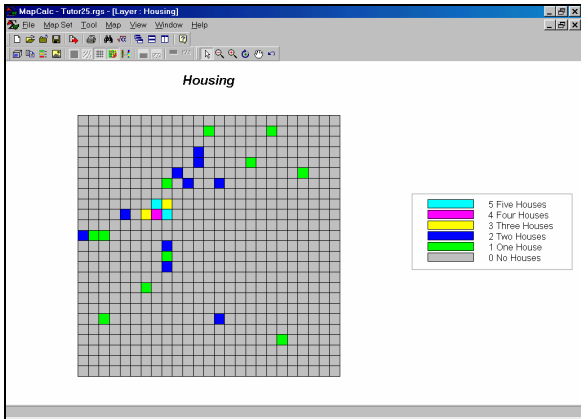 MapCalc - Tutor25.rgs - [Layer : Housing]
File Map Set Tool Map View Window Help
Housing
5 Five Houses
4 Four Houses
3 Three Houses
2 Two Houses
1 One House
0 No Houses